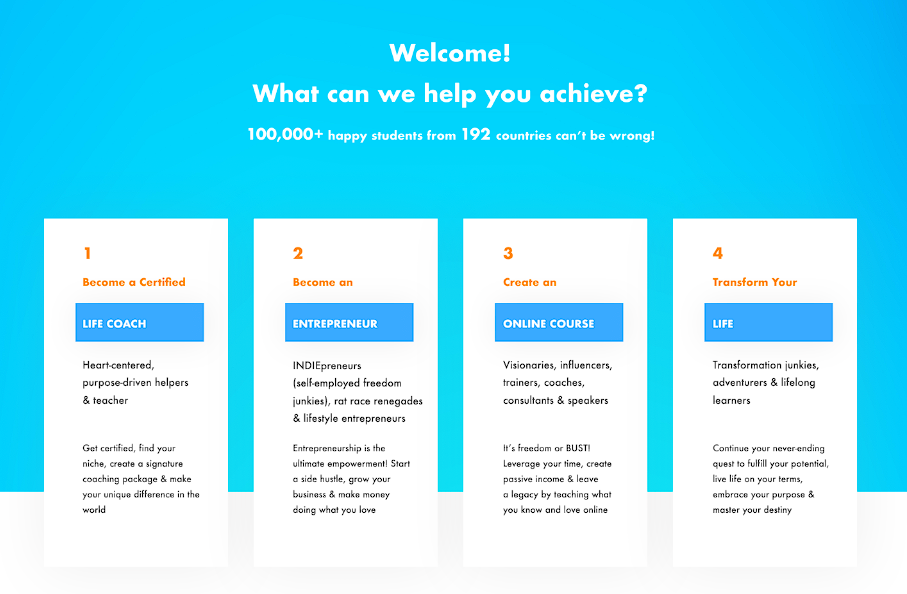 Welcome!
What can we help you achieve?
100,000+ happy students from 192 countries can't be wrong!
1
Become a Certified
LIFE COACH
Heart-centered,
purpose-driven helpers
& teacher
Get certified, find your
niche, create a signature
coaching package & make
your unique difference in the
world
2
Become an
ENTREPRENEUR
INDIEpreneurs
(self-employed freedom
junkies), rat race renegades
& lifestyle entrepreneurs
Entrepreneurship is the
ultimate empowerment! Start
a side hustle, grow your
business & make money
doing what you love
3
Create an
ONLINE COURSE
Visionaries, influencers,
trainers, coaches,
consultants & speakers
It's freedom or BUST!
Leverage your time, create
passive income & leave
a legacy by teaching what
you know and love online
4
Transform Your
LIFE
Transformation junkies,
adventurers & lifelong
learners
Continue your never-ending
quest to fulfill your potential,
live life on your terms,
embrace your purpose &
master your destiny